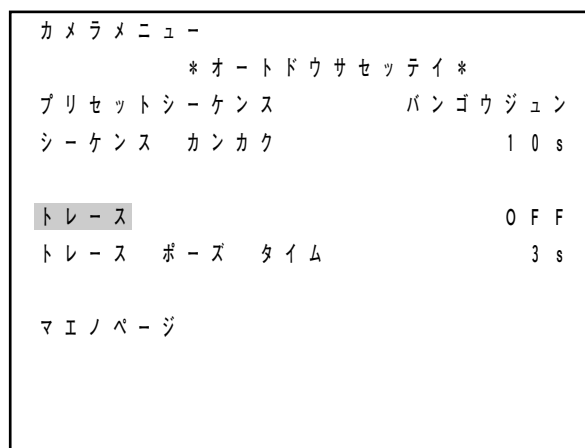 カメラメニュー
*オートドウサセッテイ*
プリセットシーケンス バンゴウジュン
シーケンス カンカク 10s
トレース OFF
トレース ポーズ タイム 3s
マエノページ